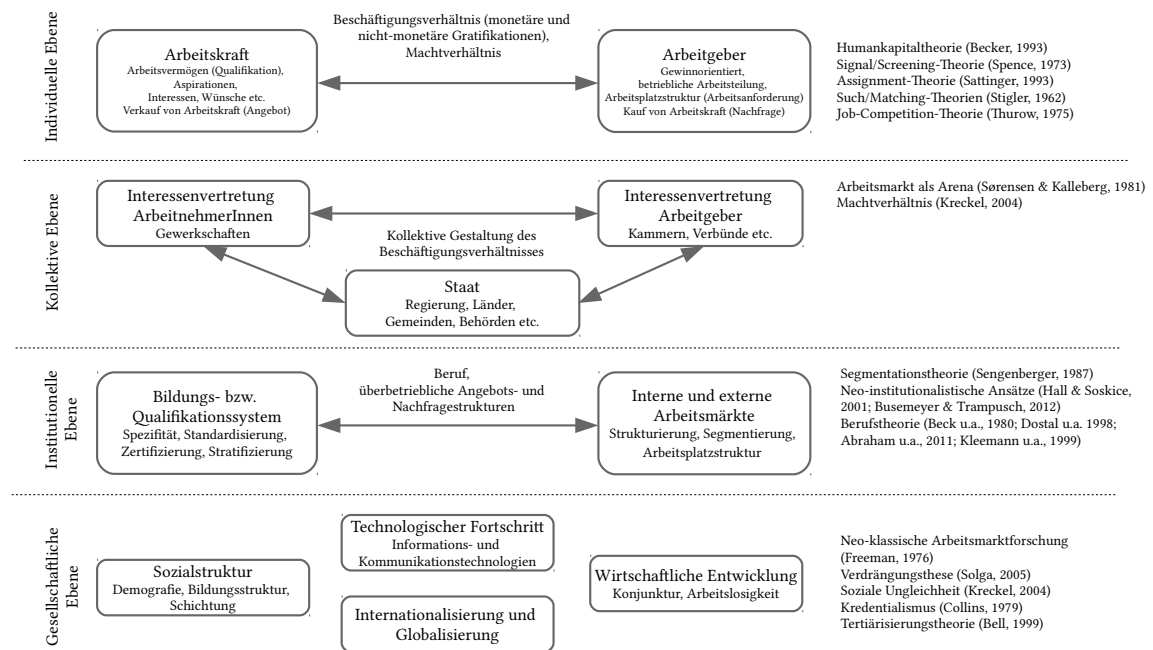 Individuelle Ebene
Arbeitskraft
Arbeitsvermögen (Qualifikation),
Aspirationen,
Interessen, Wünsche etc.
Verkauf von Arbeitskraft (Angebot)
Beschäftigungsverhältnis (monetäre und
nicht-monetäre Gratifikationen),
Machtverhältnis
Arbeitgeber
Gewinnorientiert,
betriebliche Arbeitsteilung,
Arbeitsplatzstruktur (Arbeitsanforderung)
Kauf von Arbeitskraft (Nachfrage)
Humankapitaltheorie (Becker, 1993)
Signal/Screening-Theorie (Spence, 1973)
Assignment-Theorie (Sattinger, 1993)
Such/Matching-Theorien (Stigler, 1962)
Job-Competition-Theorie (Thurow, 1975)
Kollektive Ebene
Interessenvertretung
ArbeitnehmerInnen
Gewerkschaften
Kollektive Gestaltung des
Beschäftigungsverhältnisses
Interessenvertretung
Arbeitgeber
Kammern, Verbünde etc.
Staat
Regierung, Länder,
Gemeinden, Behörden etc.
Arbeitsmarkt als Arena (Sørensen & Kalleberg, 1981)
Machtverhältnis (Kreckel, 2004)
Institutionelle
Ebene
Bildungs- bzw.
Qualifikationssystem
Spezifität, Standardisierung,
Zertifizierung, Stratifizierung
Beruf,
überbetriebliche Angebots- und
Nachfragestrukturen
Interne und externe
Arbeitsmärkte
Strukturierung, Segmentierung,
Arbeitsplatzstruktur
Segmentationstheorie (Sengenberger, 1987)
Neo-institutionalistische Ansätze (Hall & Soskice,
2001; Busemeyer & Trampusch, 2012)
Berufstheorie (Beck u.a., 1980; Dostal u.a. 1998;
Abraham u.a., 2011; Kleemann u.a., 1999)
Gesellschaftliche
Ebene
Sozialstruktur
Demografie, Bildungsstruktur,
Schichtung
Technologischer Fortschritt
Informations- und
Kommunikationstechnologien
Internationalisierung und
Globalisierung
Wirtschaftliche Entwicklung
Konjunktur, Arbeitslosigkeit
Neo-klassische Arbeitsmarktforschung
(Freeman, 1976)
Verdrängungsthese (Solga, 2005)
Soziale Ungleichheit (Kreckel, 2004)
Kredentialismus (Collins, 1979)
Tertiärisierungstheorie (Bell, 1999)